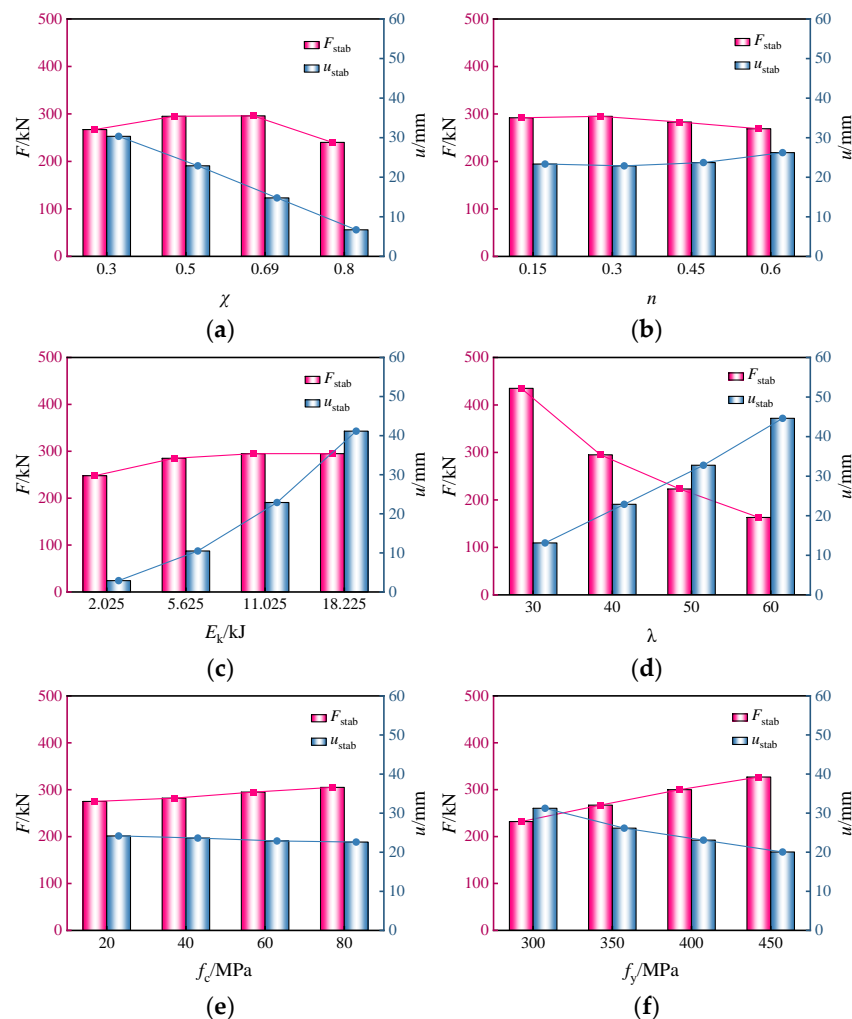 500 60
F_stab
u_stab
400 50
300 40
F/kN u/mm
200 30
100 20
0 10
0
0.3 0.5 0.69 0.8
χ
(a)
500 60
F_stab
u_stab
400 50
300 40
F/kN u/mm
200 30
100 20
0 10
0
0.15 0.3 0.45 0.6
n
(b)
500 60
F_stab
u_stab
400 50
300 40
F/kN u/mm
200 30
100 20
0 10
0
2.025 5.625 11.025 18.225
E_k/kJ
(c)
500 60
F_stab
u_stab
400 50
300 40
F/kN u/mm
200 30
100 20
0 10
0
30 40 50 60
λ
(d)
500 60
F_stab
u_stab
400 50
300 40
F/kN u/mm
200 30
100 20
0 10
0
20 40 60 80
f_c/MPa
(e)
500 60
F_stab
u_stab
400 50
300 40
F/kN u/mm
200 30
100 20
0 10
0
300 350 400 450
f_y/MPa
(f)